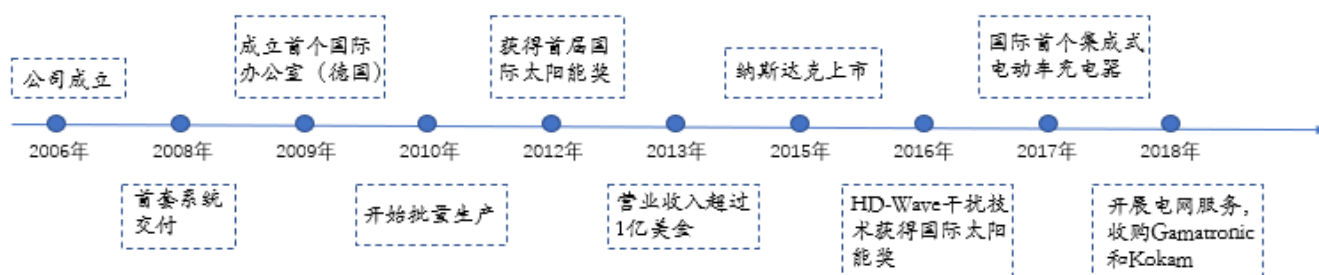 成立首个国际
办公室（德国）
获得首届国
际太阳能奖
国际首个集成式
电动车充电器
公司成立
纳斯达克上市
2006年
2008年
2009年
2010年
2012年
2013年
2015年
2016年
2017年
2018年
首套系统
交付
开始批量生产
营业收入超过
1亿美金
HD-Wave干扰技
术获得国际太阳
能奖
开展电网服务，
收购Gamatronic
和Kokam